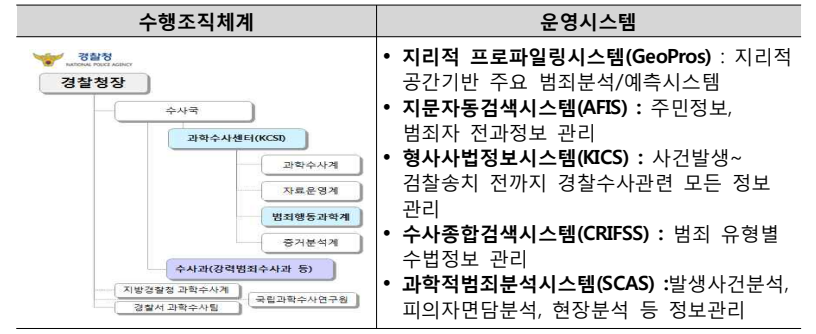 수행조직체계
운영시스템
경찰청
NATIONAL POLICE AGENCY
경찰청장
수사국
과학수사센터(KCSI)
과학수사계
자료운영계
범죄행동과학계
증거분석계
수사과(강력범죄수사과 등)
지방경찰청 과학수사계
경찰서 과학수사팀
국립과학수사연구원
• 지리적 프로파일링시스템(GeoPros) : 지리적
공간기반 주요 범죄분석/예측시스템
• 지문자동검색시스템(AFIS) : 주민정보,
범죄자 전과정보 관리
• 형사사법정보시스템(KICS) : 사건발생~
검찰송치 전까지 경찰수사관련 모든 정보
관리
• 수사종합검색시스템(CRIFSS) : 범죄 유형별
수법정보 관리
• 과학적범죄분석시스템(SCAS) :발생사건분석,
피의자면담분석, 현장분석 등 정보관리